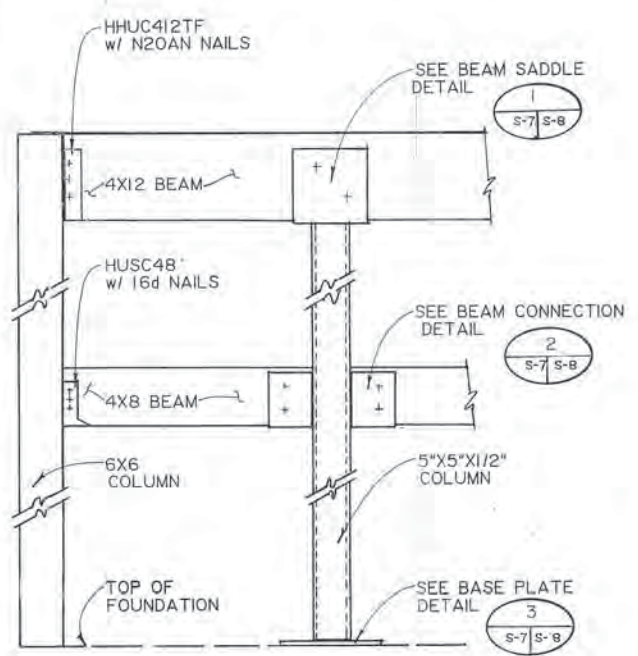 HHUC412TF
w/ N20AN NAILS
SEE BEAM SADDLE
DETAIL
1
S-7 S-8
4X12 BEAM
HUSC48
w/ 16d NAILS
SEE BEAM CONNECTION
DETAIL
2
S-7 S-8
4X8 BEAM
6X6
COLUMN
5"X5"X1/2"
COLUMN
TOP OF
FOUNDATION
SEE BASE PLATE
DETAIL
3
S-7 S-8